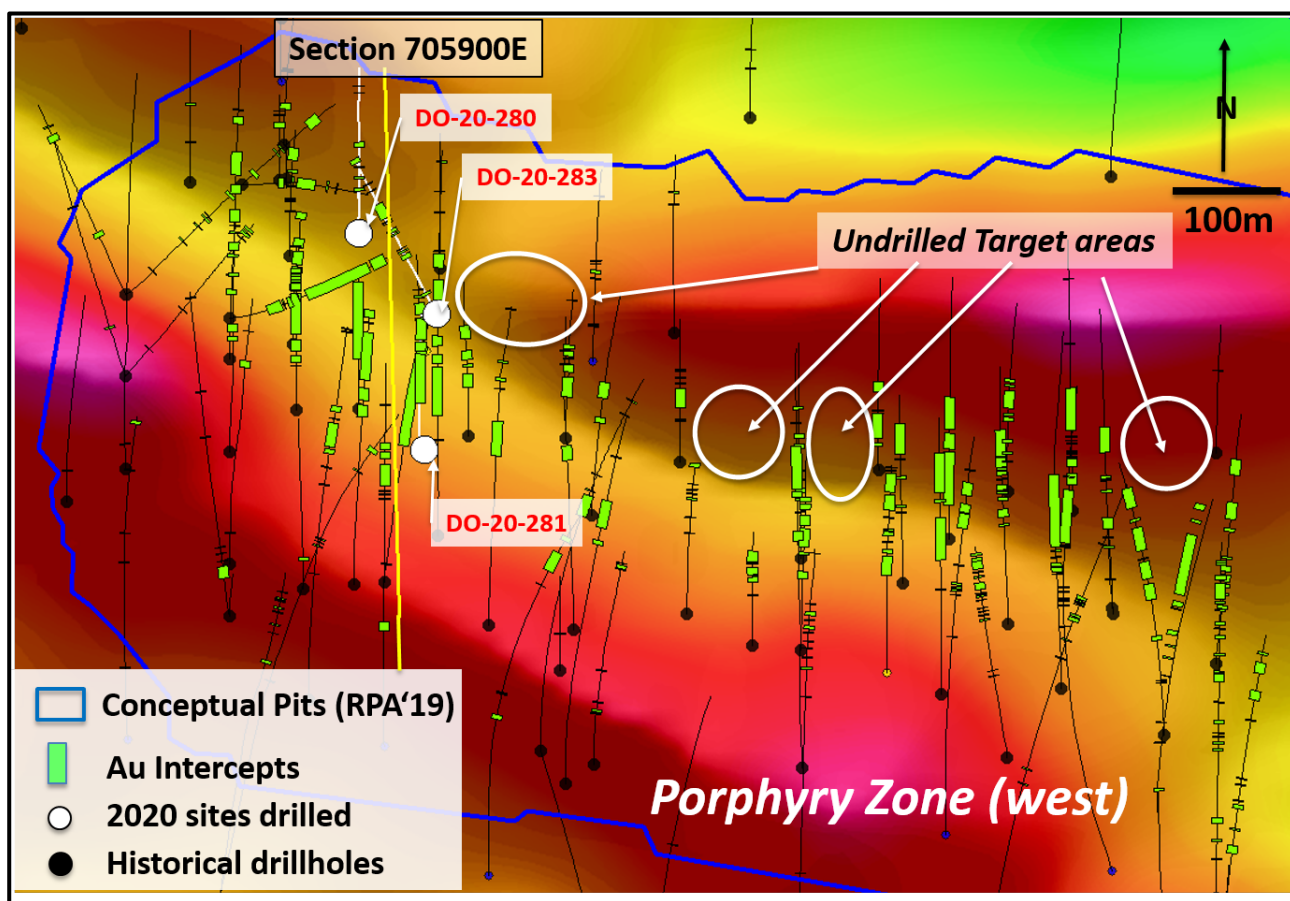 Section 705900E
DO-20-280
N
DO-20-283
100m
Undrilled Target areas
DO-20-281
Conceptual Pits (RPA‘19)
Au Intercepts
Porphyry Zone (west)
2020 sites drilled
Historical drillholes